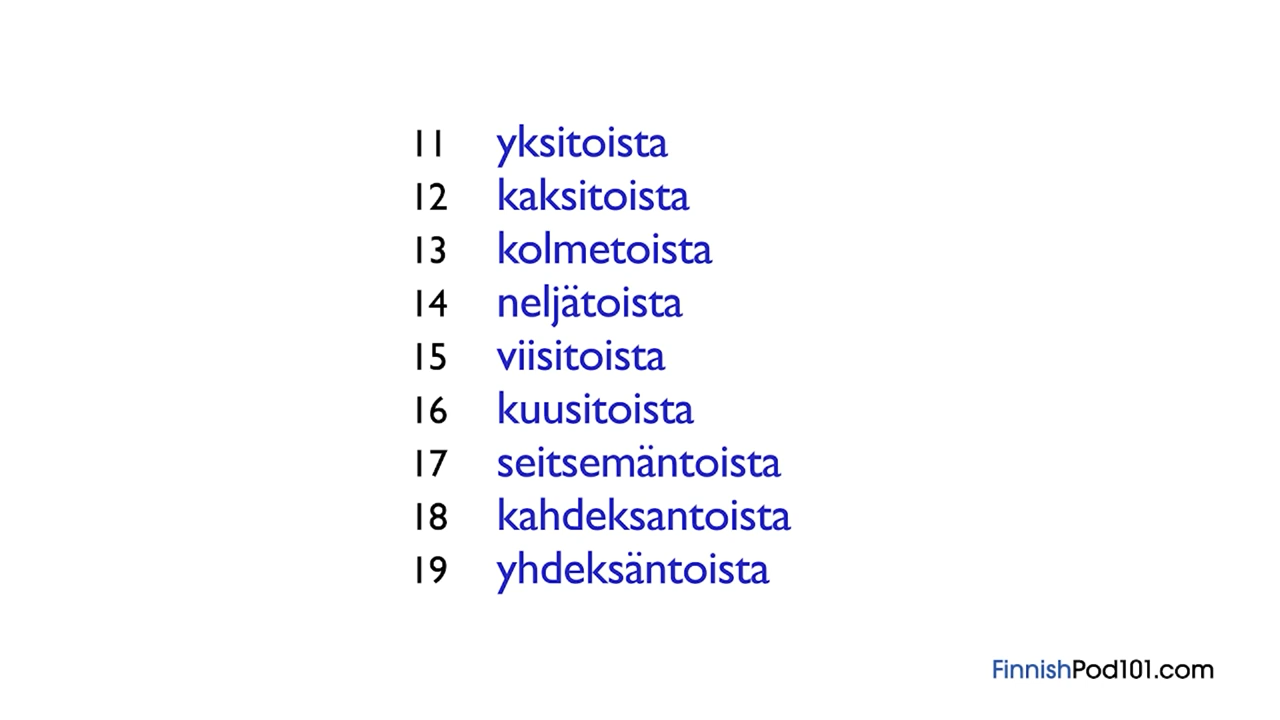 11 yksitoista
12 kaksitoista
13 kolmetoista
14 neljätoista
15 viisitoista
16 kuusitoista
17 seitsemäntoista
18 kahdeksantoista
19 yhdeksäntoista
FinnishPod101.com